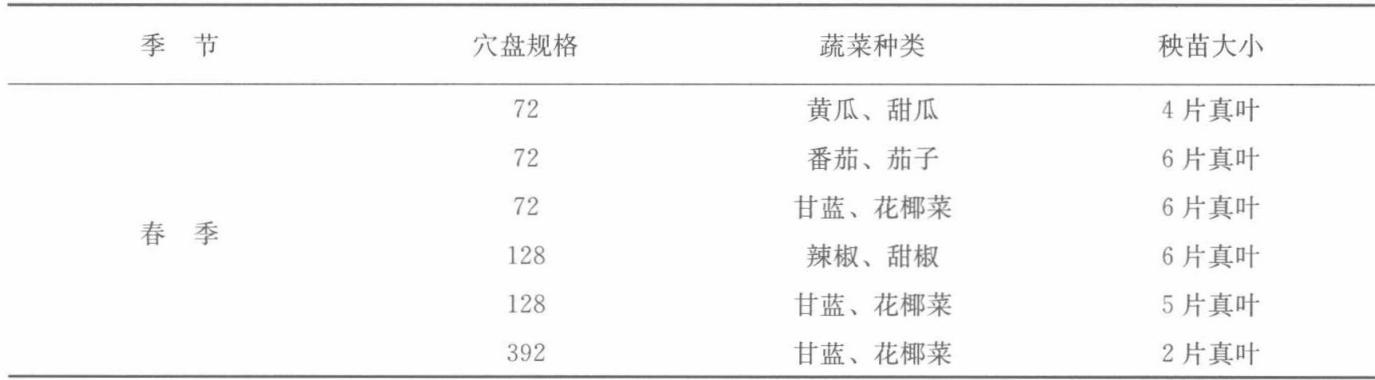 季 节 穴盘规格 蔬菜种类 秧苗大小
72 黄瓜、甜瓜 4片真叶
72 番茄、茄子 6片真叶
72 甘蓝、花椰菜 6片真叶
春 季
128 辣椒、甜椒 6片真叶
128 甘蓝、花椰菜 5片真叶
392 甘蓝、花椰菜 2片真叶